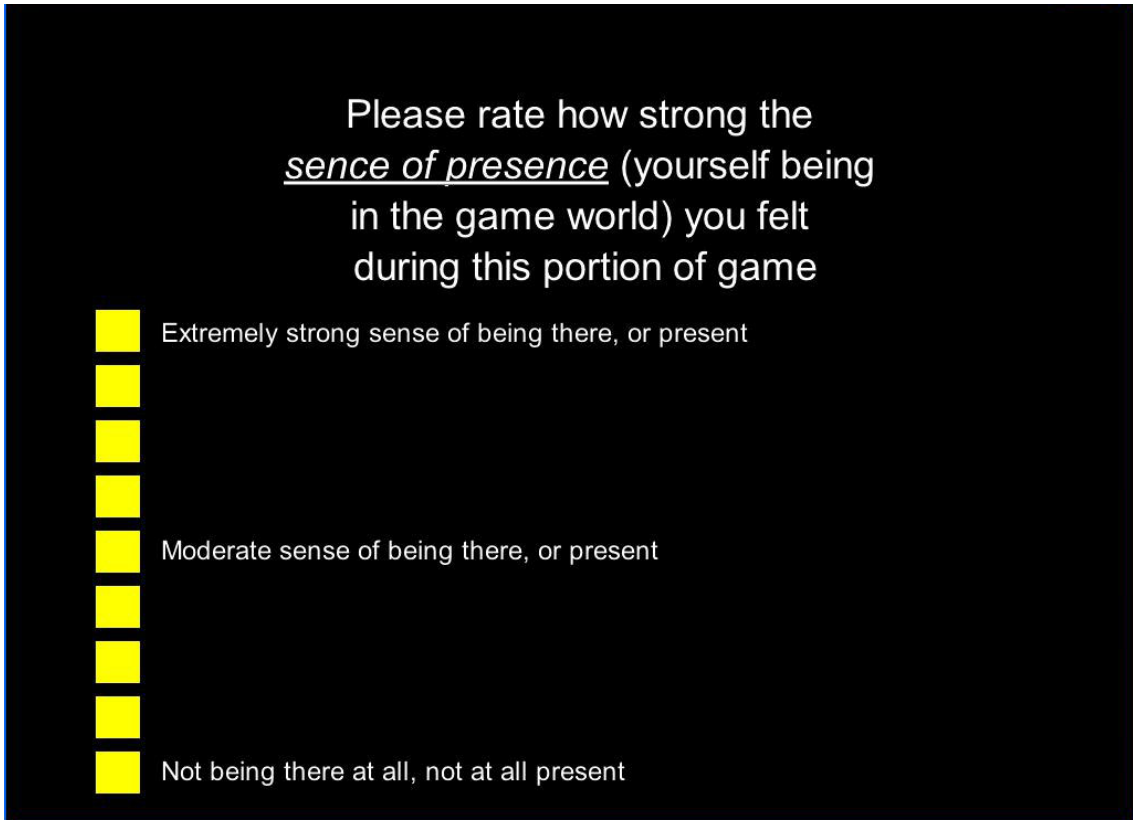 Please rate how strong the
sence of presence (yourself being
in the game world) you felt
during this portion of game
Extremely strong sense of being there, or present
Moderate sense of being there, or present
Not being there at all, not at all present